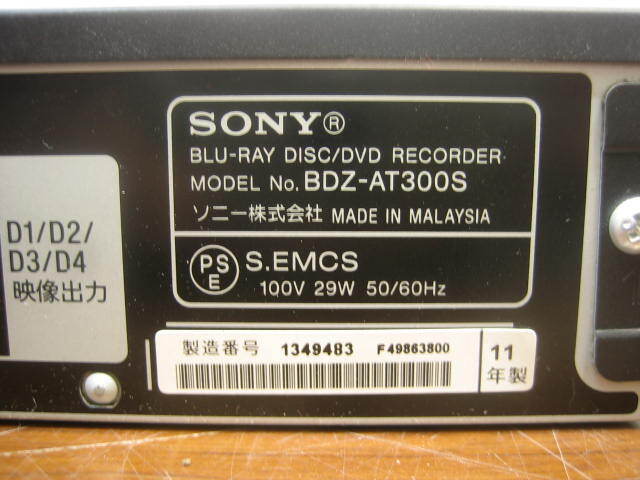 SONY®
BLU-RAY DISC/DVD RECORDER
MODEL No. BDZ-AT300S
ソニー株式会社 MADE IN MALAYSIA
PS
E
S.EMCS
100V 29W 50/60Hz
D1/D2/
D3/D4
映像出力
製造番号 1349483 F49863800
11
年製